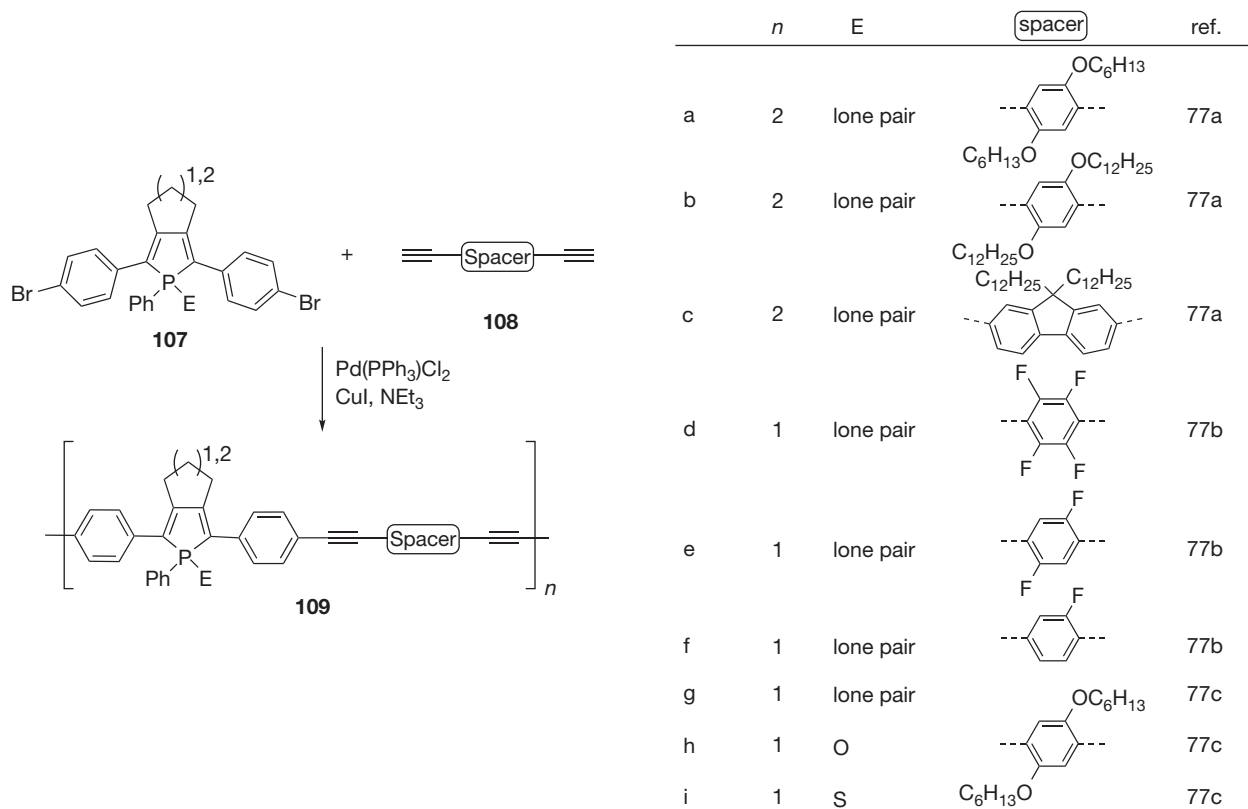 1,2
Br
P
Ph E
Br
107
+
Spacer
108
Pd(PPh3)Cl2
CuI, NEt3
1,2
P
Ph E
Spacer
n
109
n E spacer ref.
a 2 lone pair OC6H13 C6H13O 77a
b 2 lone pair OC12H25 C12H25O 77a
c 2 lone pair C12H25 C12H25 77a
d 1 lone pair F F F F 77b
e 1 lone pair F F 77b
f 1 lone pair F 77b
g 1 lone pair 77c
h 1 O OC6H13 C6H13O 77c
i 1 S 77c